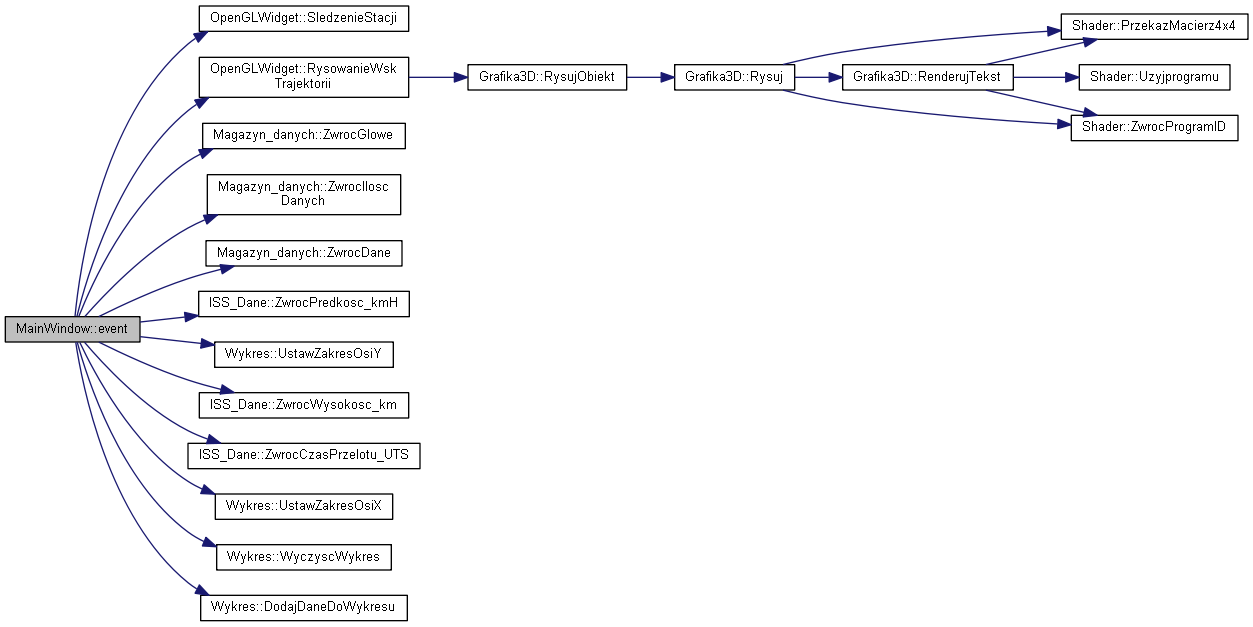 MainWindow::event
OpenGLWidget::SledzenieStacji
OpenGLWidget::RysowanieWsk
Trajektorii
Magazyn_danych::ZwrocGlowe
Magazyn_danych::ZwrocIlosc
Danych
Magazyn_danych::ZwrocDane
ISS_Dane::ZwrocPredkosc_kmH
Wykres::UstawZakresOsiY
ISS_Dane::ZwrocWysokosc_km
ISS_Dane::ZwrocCzasPrzelotu_UTS
Wykres::UstawZakresOsiX
Wykres::WyczyscWykres
Wykres::DodajDaneDoWykresu
Grafika3D::RysujObiekt
Grafika3D::Rysuj
Grafika3D::RenderujTekst
Shader::PrzekazMacierz4x4
Shader::Uzyjprogramu
Shader::ZwrocProgramID